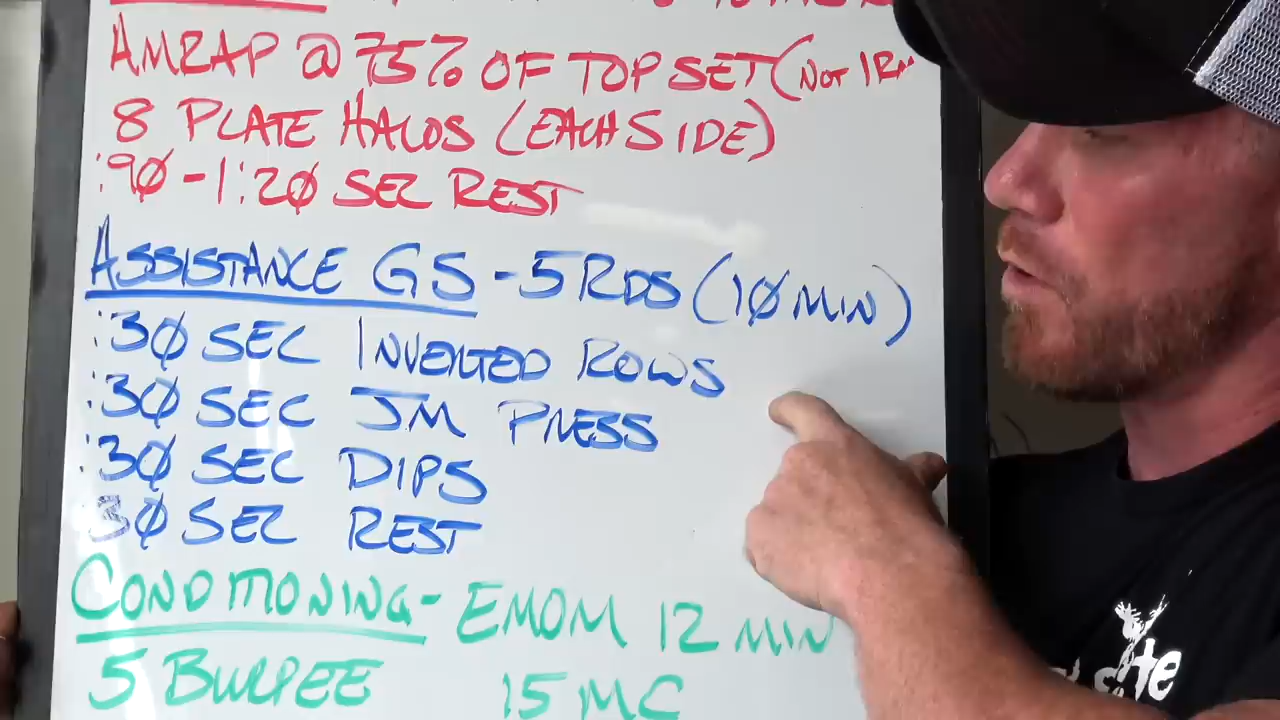 AMRAP @ 75% OF TOP SET (NOT 1RM
8 PLATE HALOS (EACH SIDE)
:90-1:20 SEC REST
ASSISTANCE GS - 5 RDS (10 MIN)
:30 SEC INVERTED ROWS
:30 SEC JM PRESS
:30 SEC DIPS
:30 SEC REST
CONDITIONING - EMOM 12 MIN
5 BURPEE 15 MC